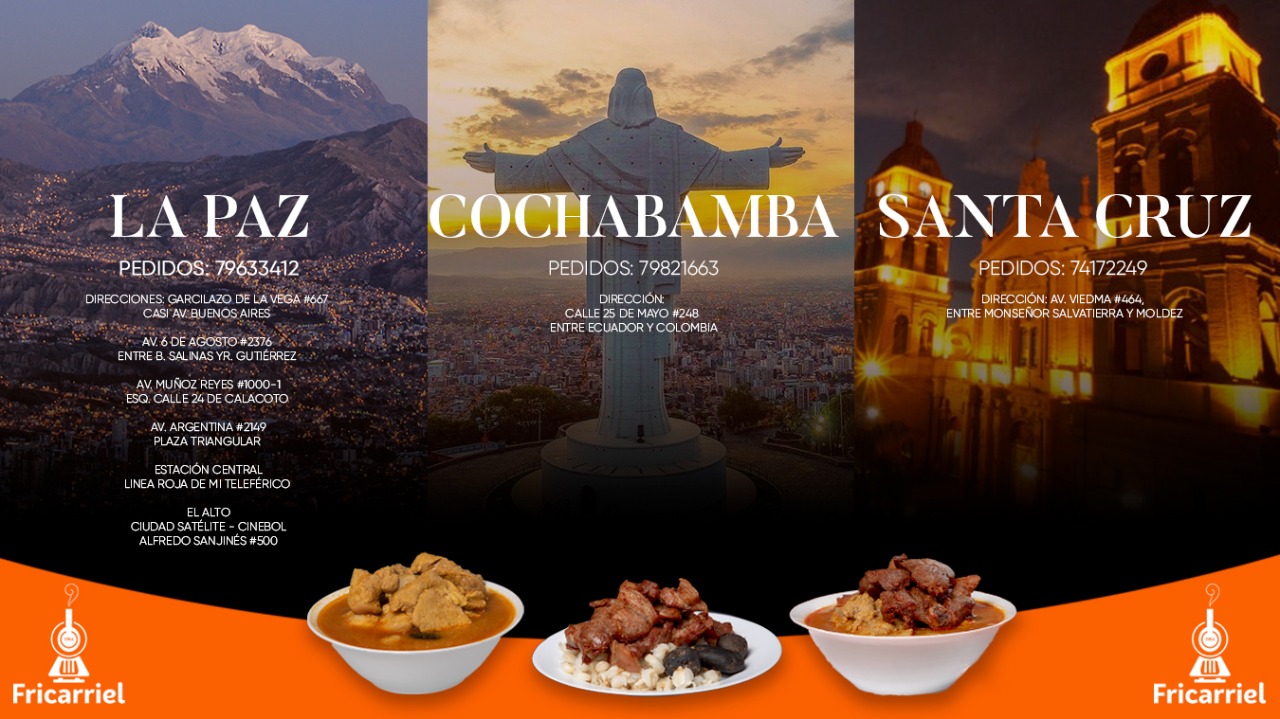 LA PAZ
PEDIDOS: 79633412
DIRECCIONES: GARCILAZO DE LA VEGA #667
CASI AV. BUENOS AIRES
AV. 6 DE AGOSTO #2376
ENTRE B. SALINAS YR. GUTIÉRREZ
AV. MUÑOZ REYES #1000-1
ESQ. CALLE 24 DE CALACOTO
AV. ARGENTINA #2149
PLAZA TRIANGULAR
ESTACIÓN CENTRAL
LINEA ROJA DE MI TELEFÉRICO
EL ALTO
CIUDAD SATÉLITE - CINEBOL
ALFREDO SANJINÉS #500
COCHABAMBA
PEDIDOS: 79821663
DIRECCIÓN:
CALLE 25 DE MAYO #248
ENTRE ECUADOR Y COLOMBIA
SANTA CRUZ
PEDIDOS: 74172249
DIRECCIÓN: AV. VIEDMA #464,
ENTRE MONSEÑOR SALVATIERRA Y MOLDEZ
Fricarriel
Fricarriel